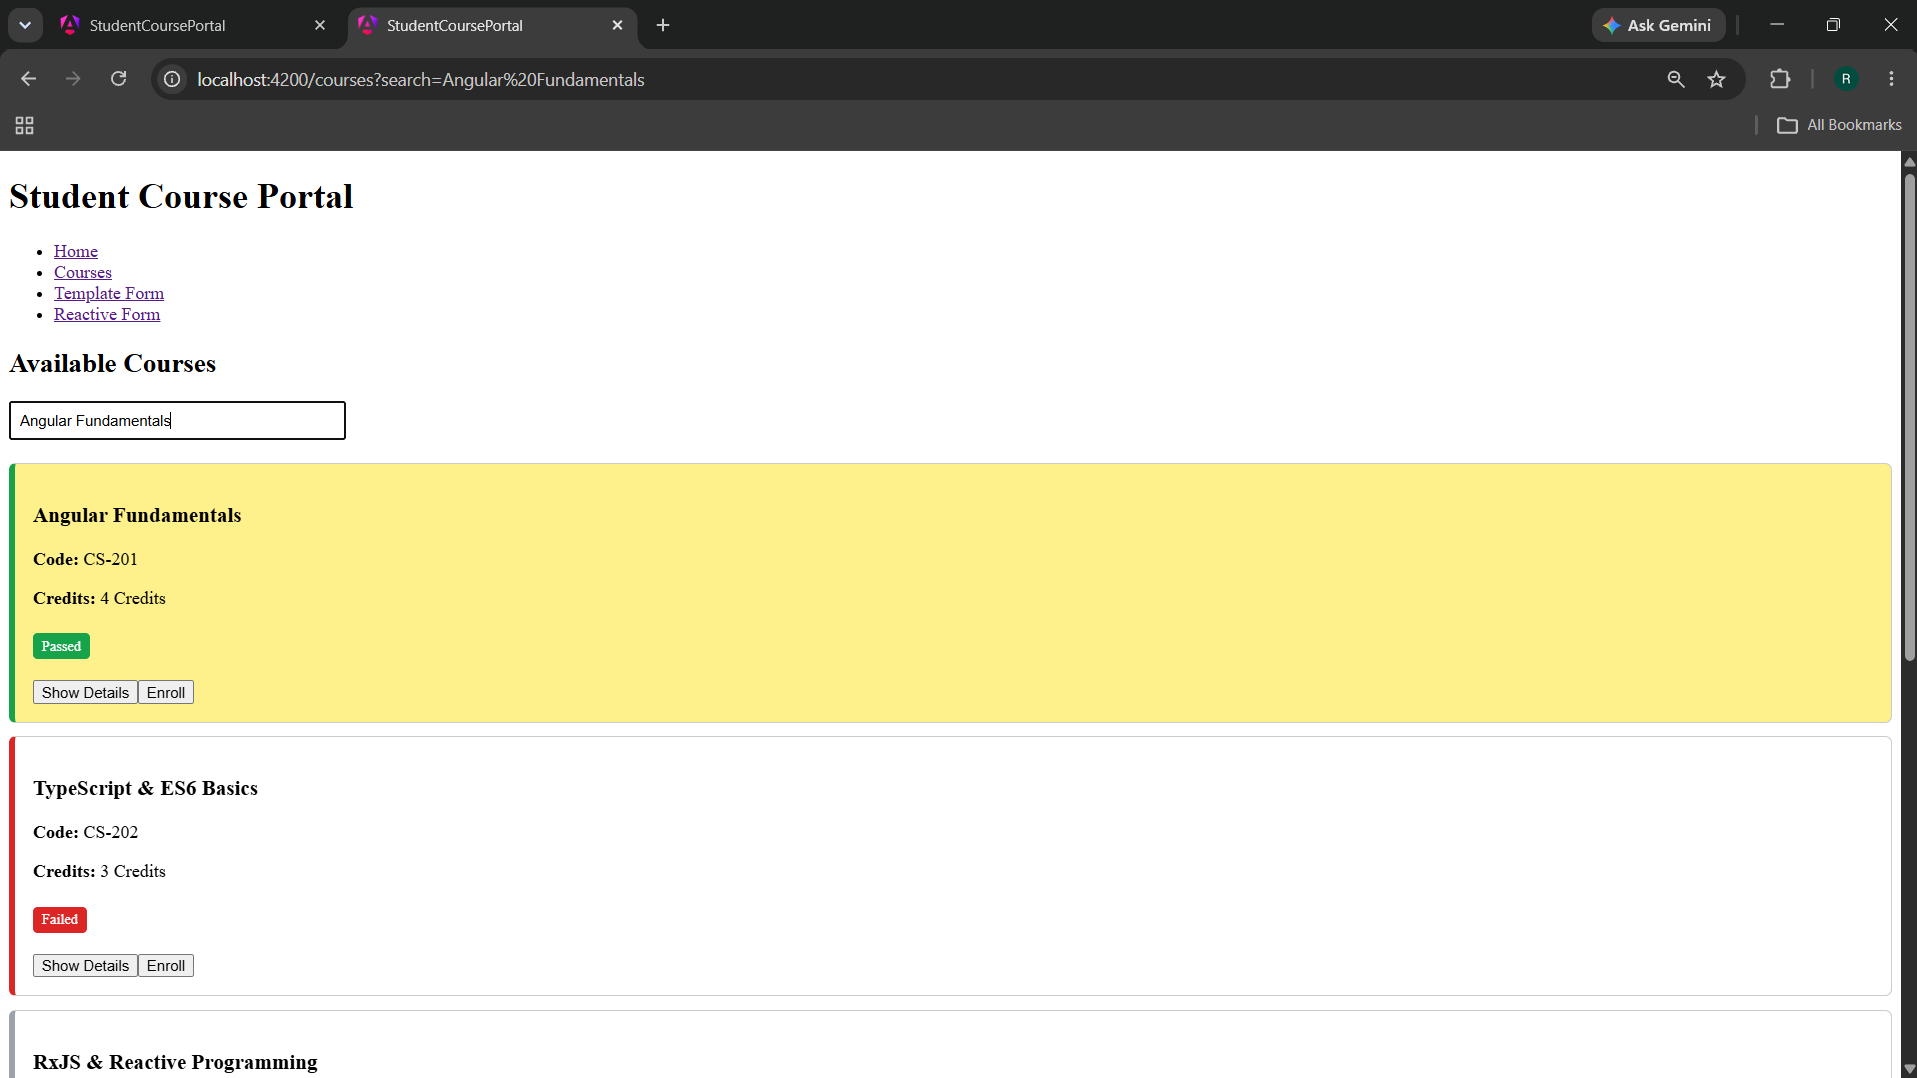 StudentCoursePortal
StudentCoursePortal
Ask Gemini
localhost:4200/courses?search=Angular%20Fundamentals
R
All Bookmarks
Student Course Portal
Home
Courses
Template Form
Reactive Form
Available Courses
Angular Fundamentals
Angular Fundamentals
Code: CS-201
Credits: 4 Credits
Passed
Show Details Enroll
TypeScript & ES6 Basics
Code: CS-202
Credits: 3 Credits
Failed
Show Details Enroll
RxJS & Reactive Programming